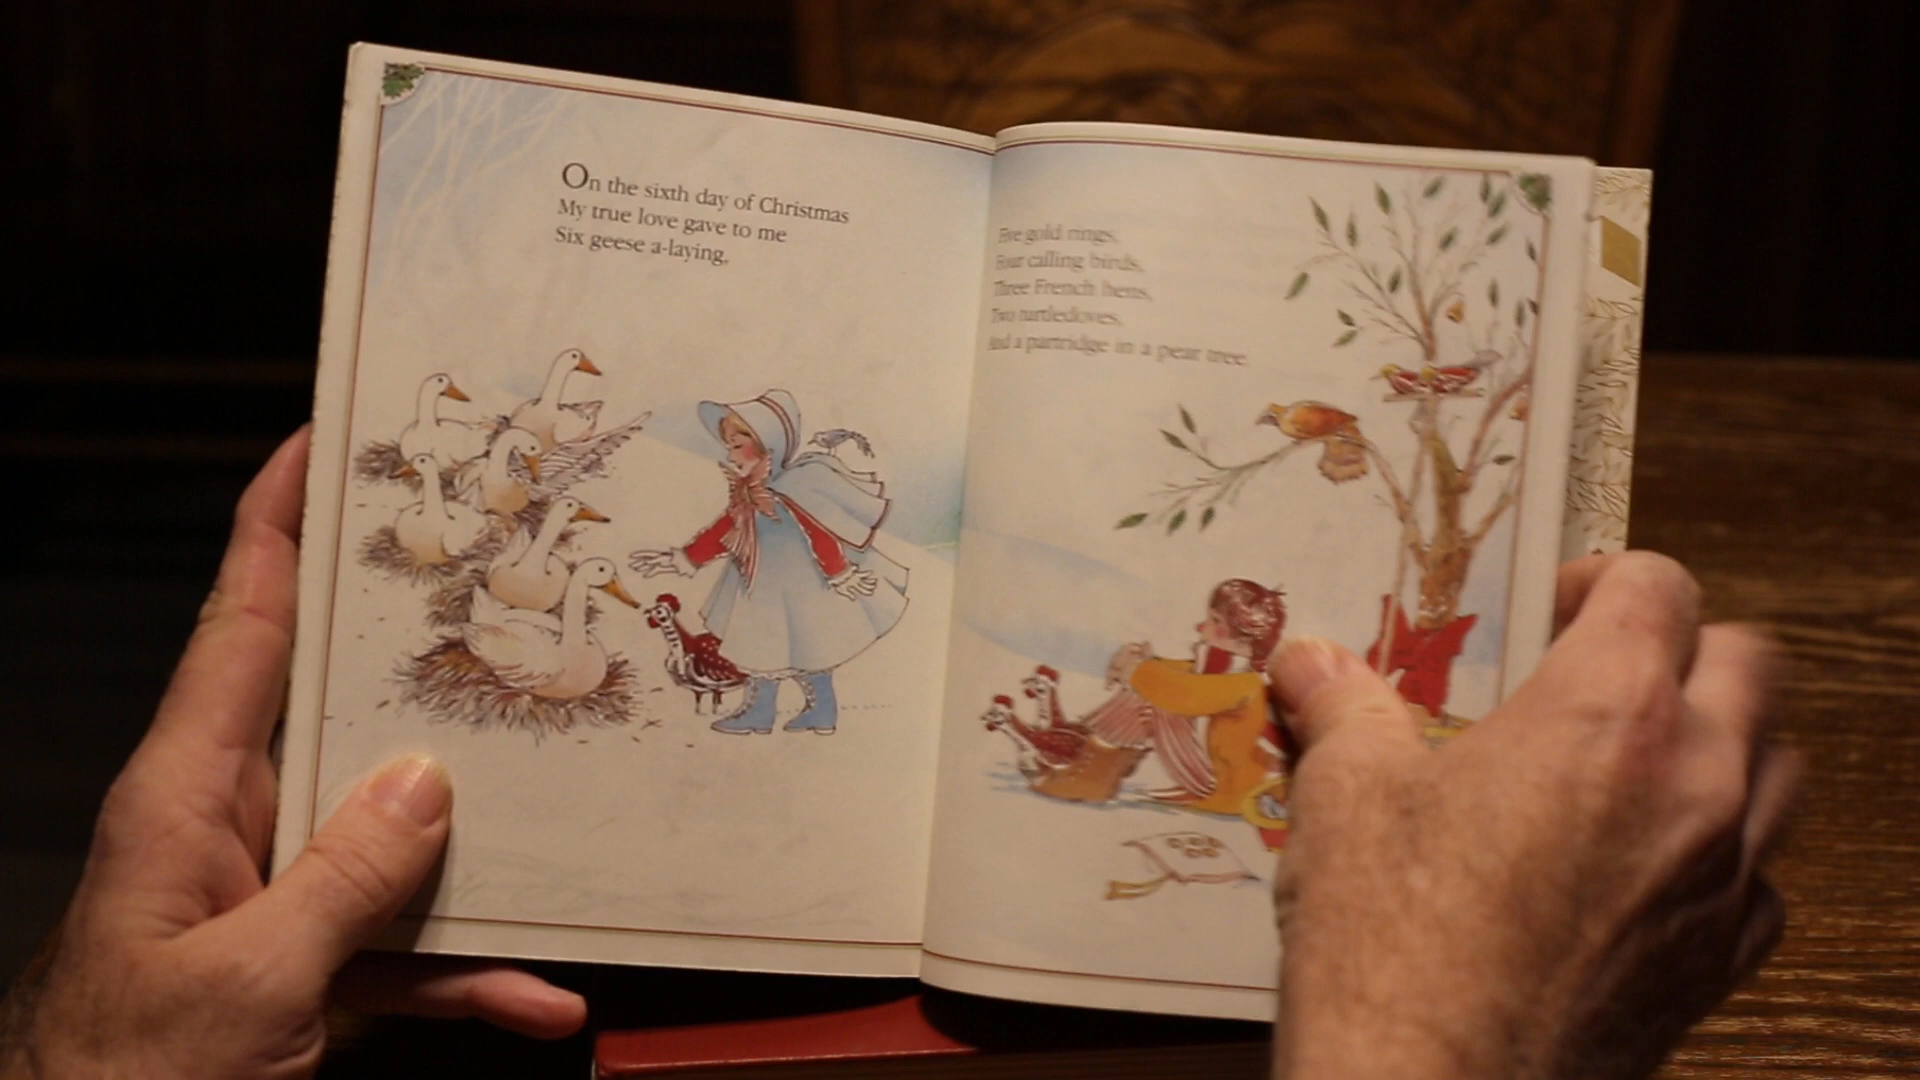 On the sixth day of Christmas
My true love gave to me
Six geese a-laying,
Five gold rings,
Four calling birds,
Three French hens,
Two turtledoves,
And a partridge in a pear tree.